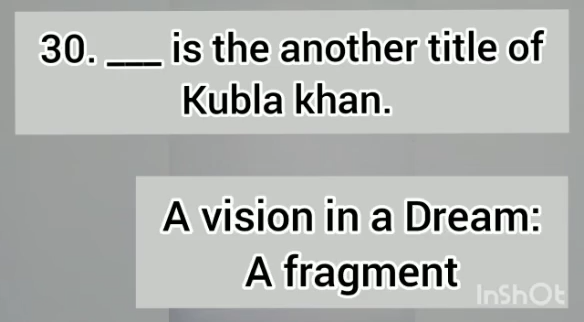 30. ___ is the another title of
Kubla khan.
A vision in a Dream:
A fragment
InShOt